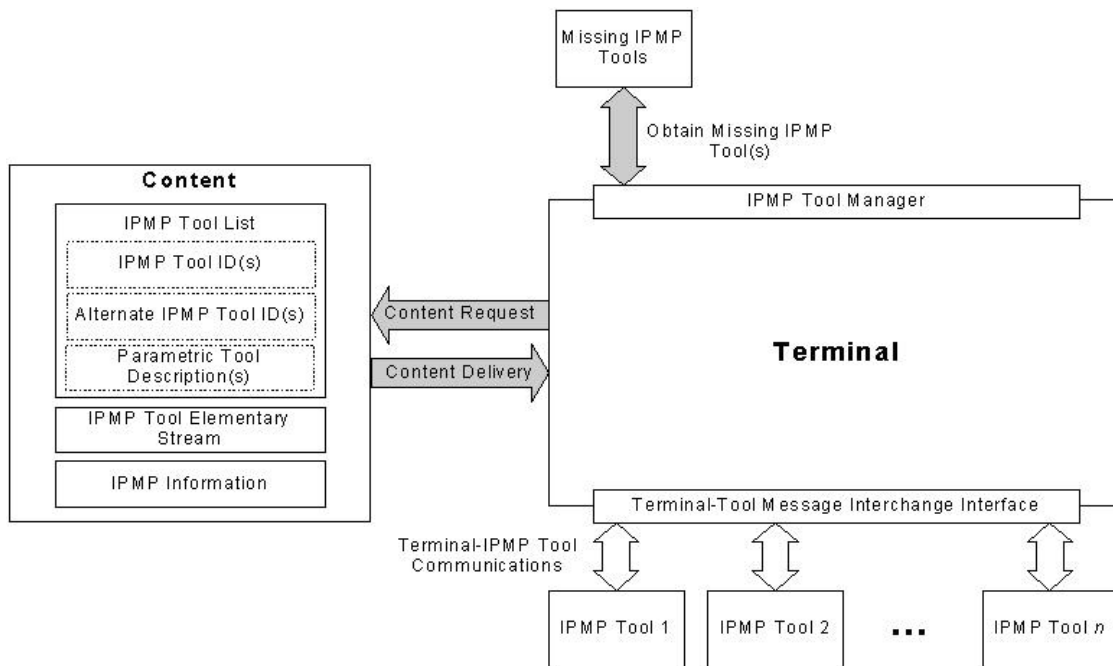 Missing IPMP
Tools
Obtain Missing IPMP
Tool(s)
Content
IPMP Tool List
IPMP Tool ID(s)
Alternate IPMP Tool ID(s)
Parametric Tool
Description(s)
IPMP Tool Elementary
Stream
IPMP Information
Content Request
Content Delivery
IPMP Tool Manager
Terminal
Terminal-Tool Message Interchange Interface
Terminal-IPMP Tool
Communications
IPMP Tool 1
IPMP Tool 2
...
IPMP Tool n